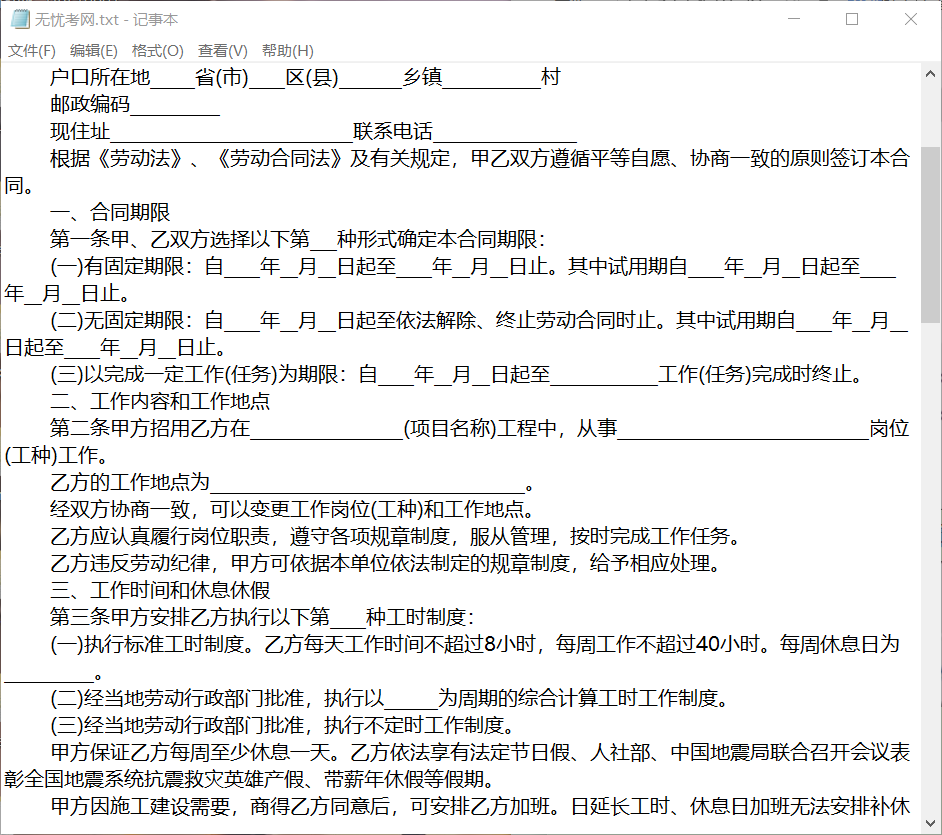 无忧考网.txt - 记事本
文件(F) 编辑(E) 格式(O) 查看(V) 帮助(H)
户口所在地_____省(市)____区(县)_______乡镇___________村
邮政编码__________
现住址___________________________联系电话________________
根据《劳动法》、《劳动合同法》及有关规定，甲乙双方遵循平等自愿、协商一致的原则签订本合
同。
一、合同期限
第一条甲、乙双方选择以下第___种形式确定本合同期限：
(一)有固定期限：自____年__月__日起至____年__月__日止。其中试用期自____年__月__日起至____
年__月__日止。
(二)无固定期限：自____年__月__日起至依法解除、终止劳动合同时止。其中试用期自____年__月__
日起至____年__月__日止。
(三)以完成一定工作(任务)为期限：自____年__月__日起至____________工作(任务)完成时终止。
二、工作内容和工作地点
第二条甲方招用乙方在_________________(项目名称)工程中，从事____________________________岗位
(工种)工作。
乙方的工作地点为___________________________________。
经双方协商一致，可以变更工作岗位(工种)和工作地点。
乙方应认真履行岗位职责，遵守各项规章制度，服从管理，按时完成工作任务。
乙方违反劳动纪律，甲方可依据本单位依法制定的规章制度，给予相应处理。
三、工作时间和休息休假
第三条甲方安排乙方执行以下第____种工时制度：
(一)执行标准工时制度。乙方每天工作时间不超过8小时，每周工作不超过40小时。每周休息日为
__________。
(二)经当地劳动行政部门批准，执行以______为周期的综合计算工时工作制度。
(三)经当地劳动行政部门批准，执行不定时工作制度。
甲方保证乙方每周至少休息一天。乙方依法享有法定节日假、人社部、中国地震局联合召开会议表
彰全国地震系统抗震救灾英雄产假、带薪年休假等假期。
甲方因施工建设需要，商得乙方同意后，可安排乙方加班。日延长工时、休息日加班无法安排补休